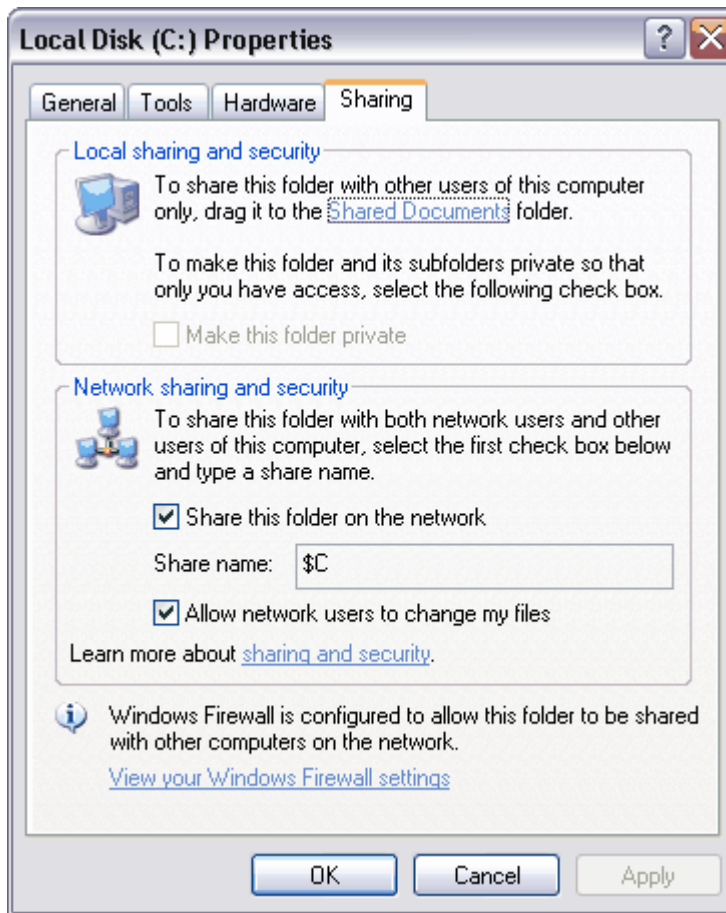 Local Disk (C:) Properties
?
General
Tools
Hardware
Sharing
Local sharing and security
To share this folder with other users of this computer
only, drag it to the Shared Documents folder.
To make this folder and its subfolders private so that
only you have access, select the following check box.
Make this folder private
Network sharing and security
To share this folder with both network users and other
users of this computer, select the first check box below
and type a share name.
Share this folder on the network
Share name: $C
Allow network users to change my files
Learn more about sharing and security.
Windows Firewall is configured to allow this folder to be shared
with other computers on the network.
View your Windows Firewall settings
OK
Cancel
Apply